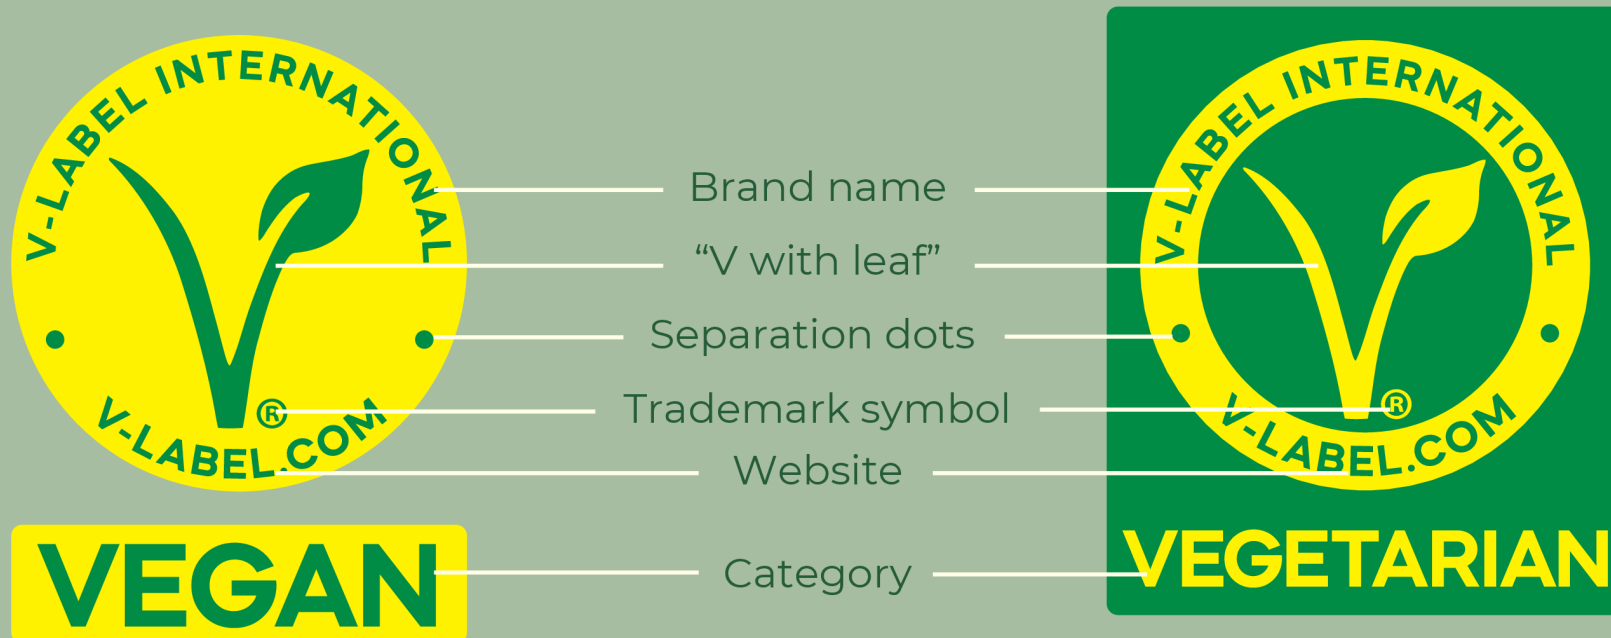 V-LABEL INTERNATIONAL
V-LABEL.COM
®
VEGAN
Brand name
“V with leaf”
Separation dots
Trademark symbol
Website
Category
V-LABEL INTERNATIONAL
®
V-LABEL.COM
VEGETARIAN